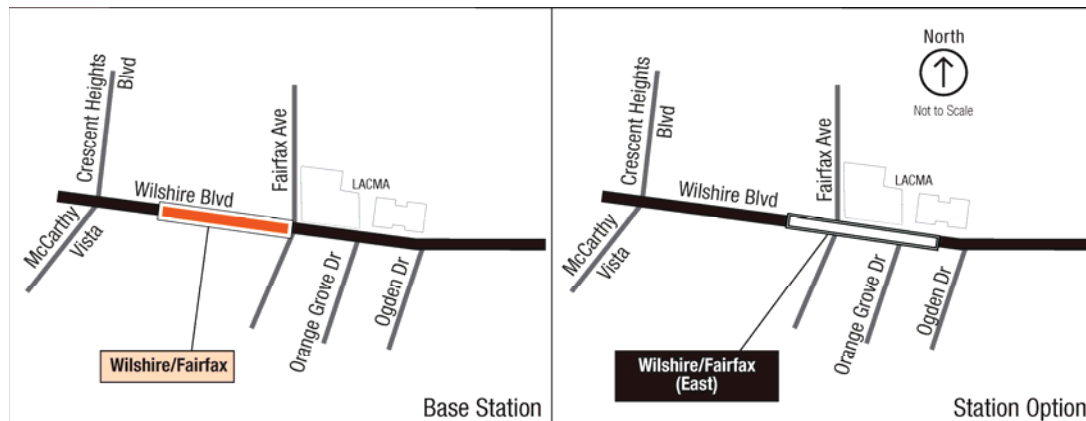 Crescent Heights
Blvd
Wilshire Blvd
Fairfax Ave
LACMA
McCarthy
Vista
Orange Grove Dr
Ogden Dr
Wilshire/Fairfax
Base Station
North
Not to Scale
Crescent Heights
Blvd
Wilshire Blvd
Fairfax Ave
LACMA
McCarthy
Vista
Orange Grove Dr
Ogden Dr
Wilshire/Fairfax
(East)
Station Option